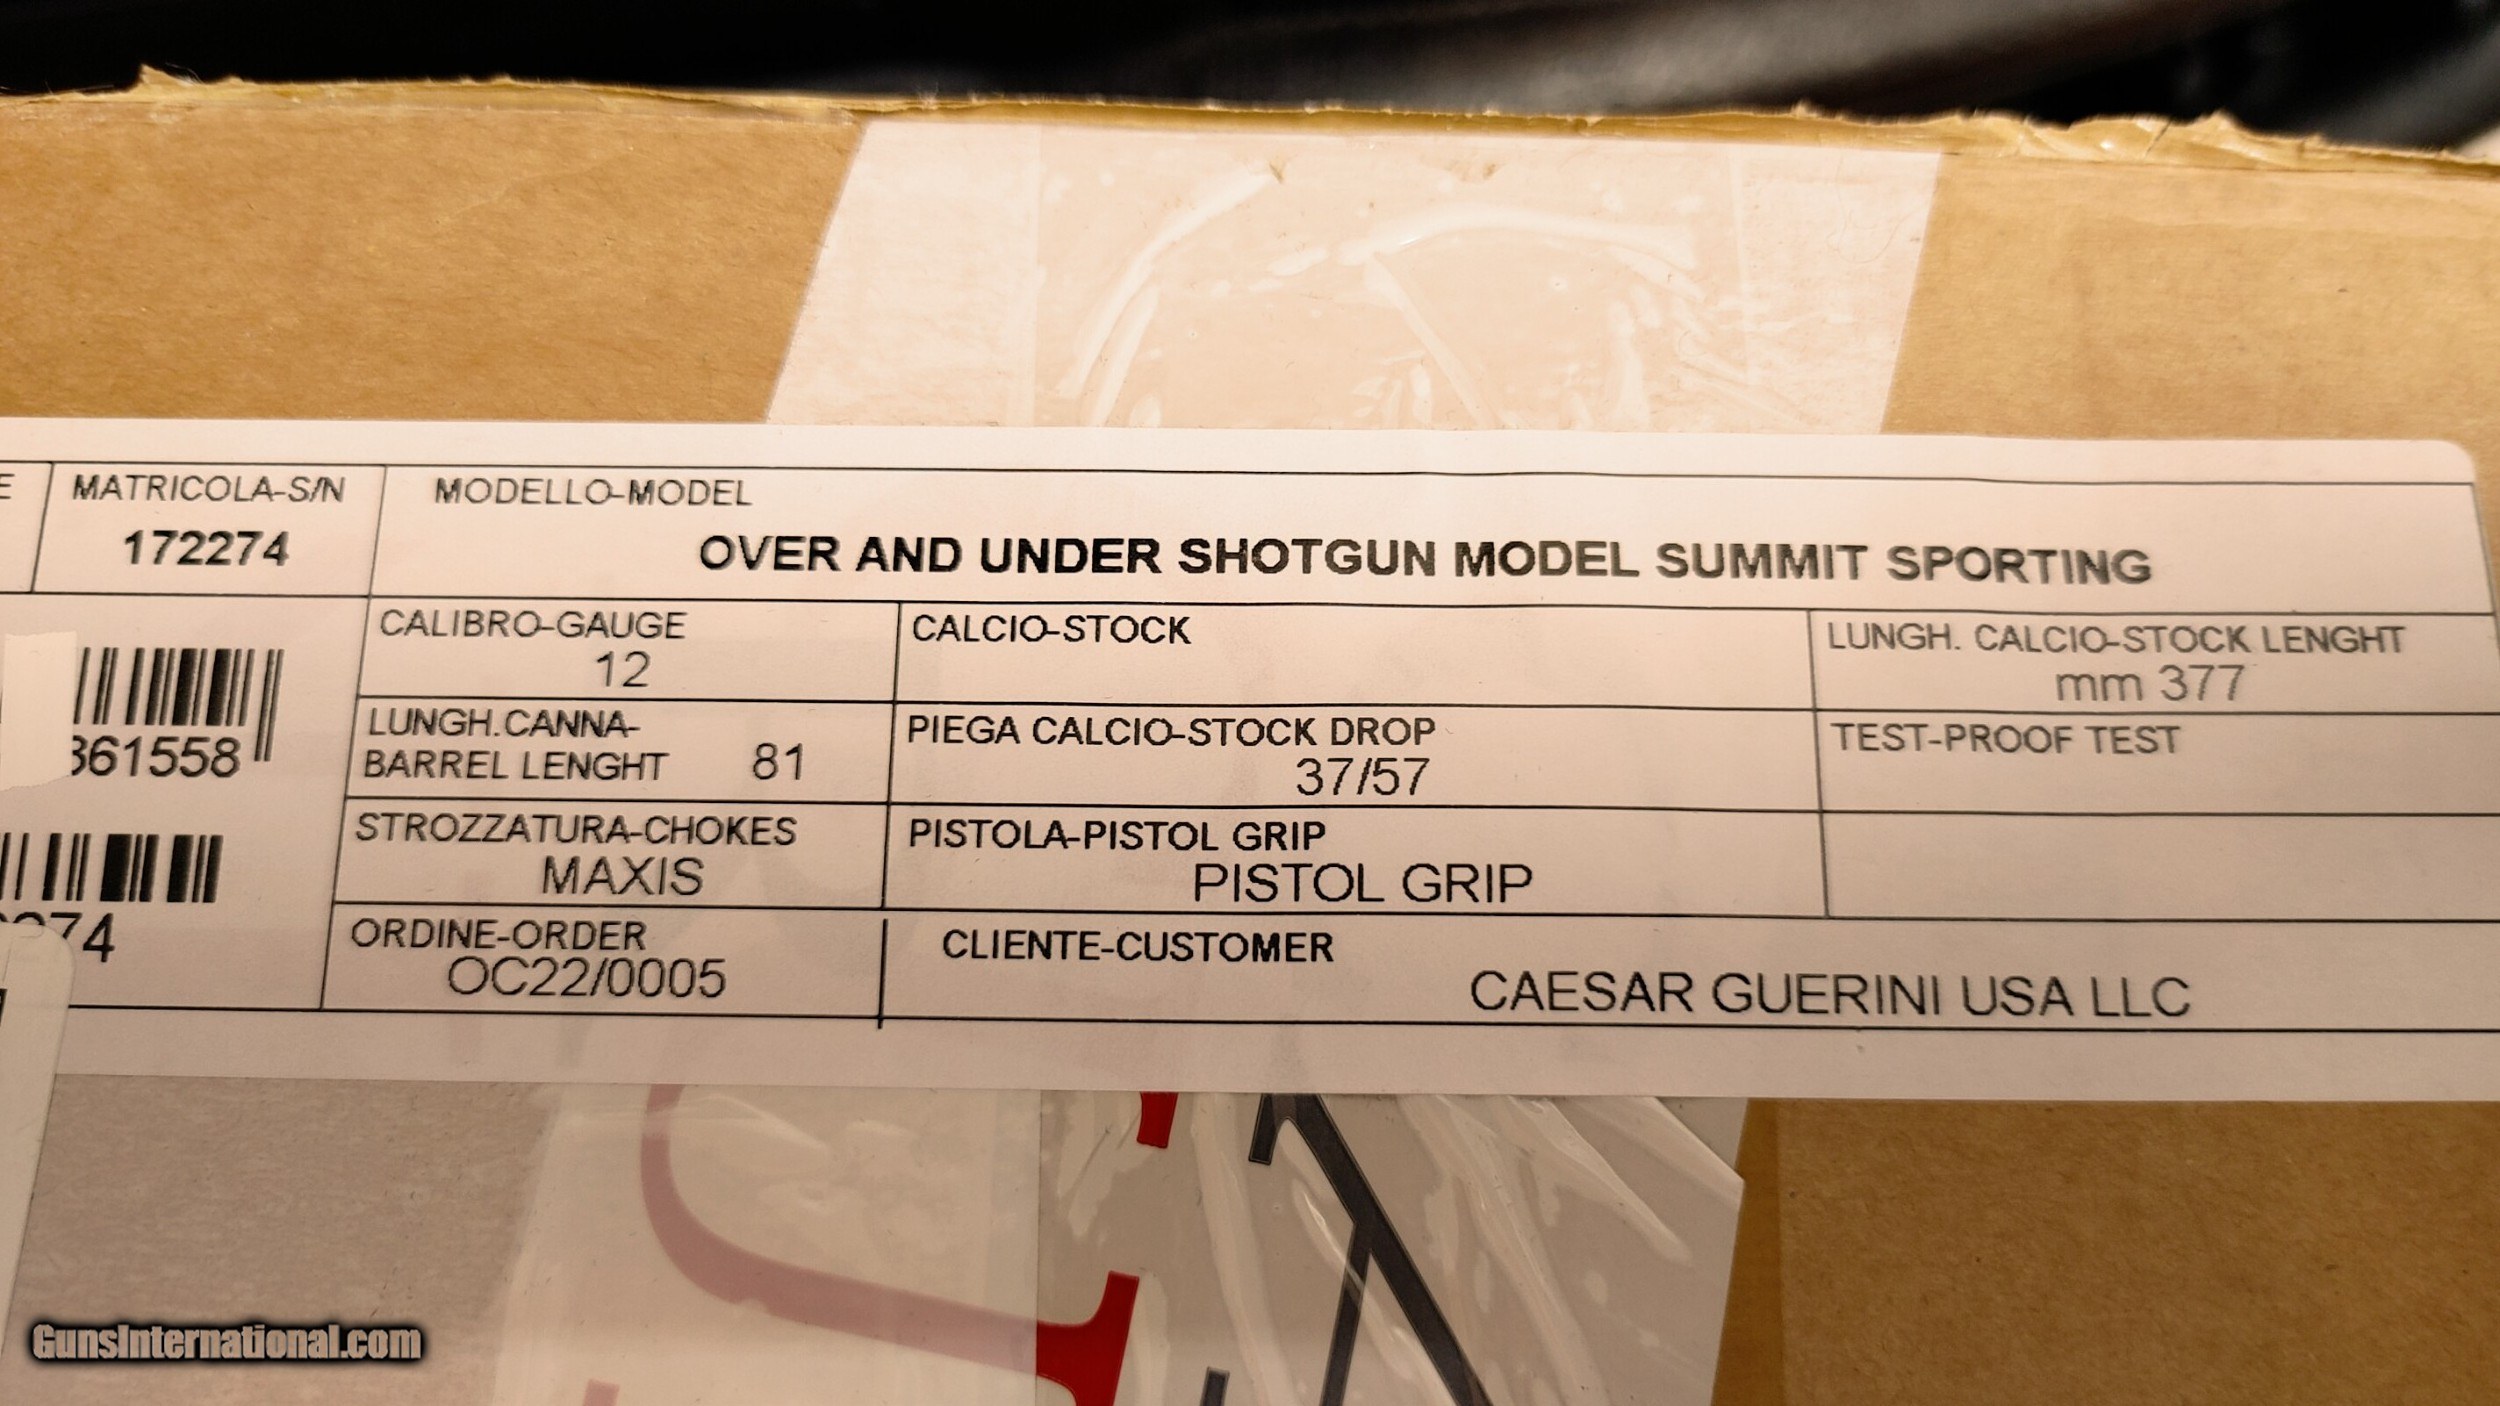 E
MATRICOLA-S/N
172274
MODELLO-MODEL
OVER AND UNDER SHOTGUN MODEL SUMMIT SPORTING
CALIBRO-GAUGE
12
CALCIO-STOCK
LUNGH. CALCIO-STOCK LENGHT
mm 377
LUNGH.CANNA-
BARREL LENGHT 81
PIEGA CALCIO-STOCK DROP
37/57
TEST-PROOF TEST
361558
STROZZATURA-CHOKES
MAXIS
PISTOLA-PISTOL GRIP
PISTOL GRIP
74
ORDINE-ORDER
OC22/0005
CLIENTE-CUSTOMER
CAESAR GUERINI USA LLC
GunsInternational.com